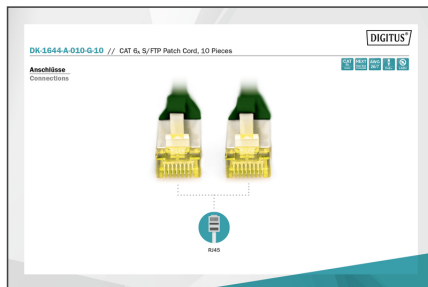 DIGITUS®
DK-1644-A-010-G-10 // CAT 6A S/FTP Patch Cord, 10 Pieces
Anschlüsse
Connections
RJ45